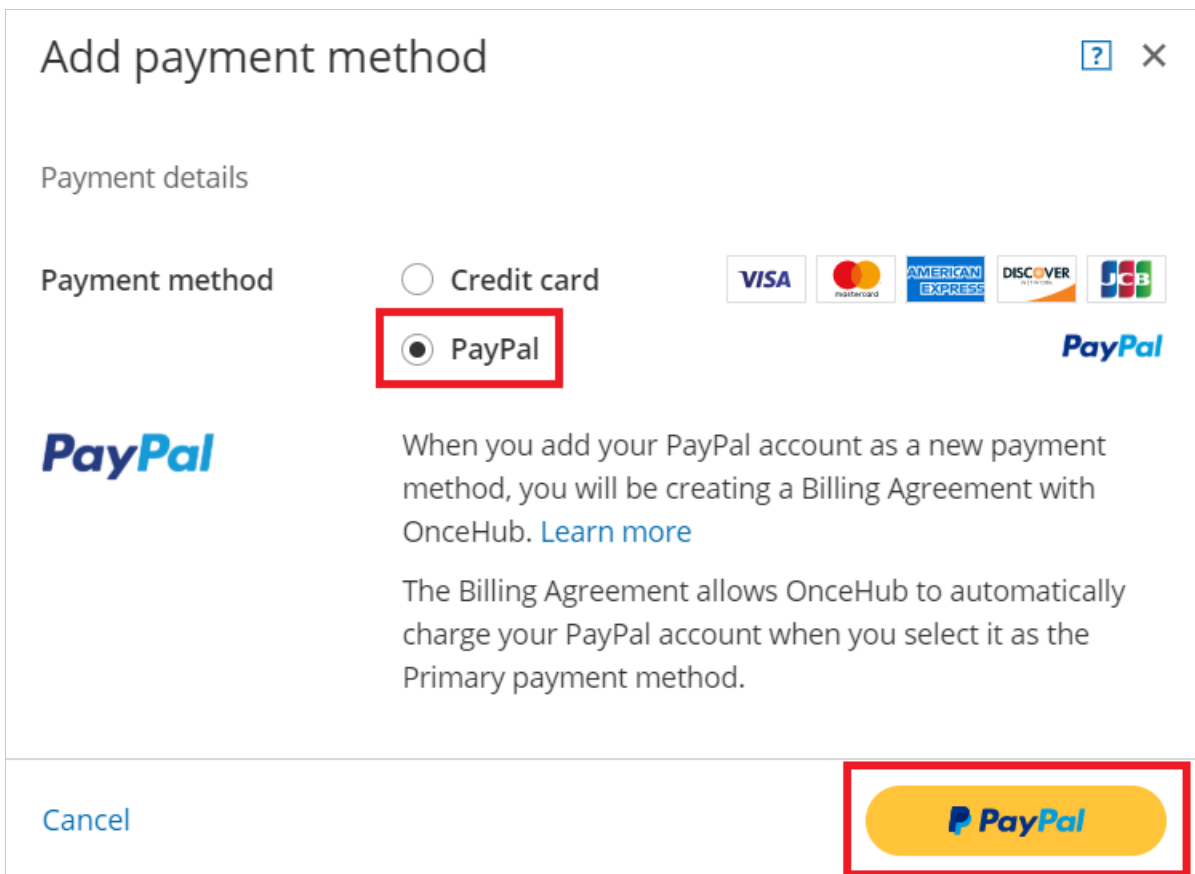 Add payment method ?
Payment details
Payment method Credit card VISA mastercard AMERICAN EXPRESS DISCOVER NETWORK JCB
PayPal PayPal
PayPal When you add your PayPal account as a new payment
method, you will be creating a Billing Agreement with
OnceHub. Learn more
The Billing Agreement allows OnceHub to automatically
charge your PayPal account when you select it as the
Primary payment method.
Cancel PayPal